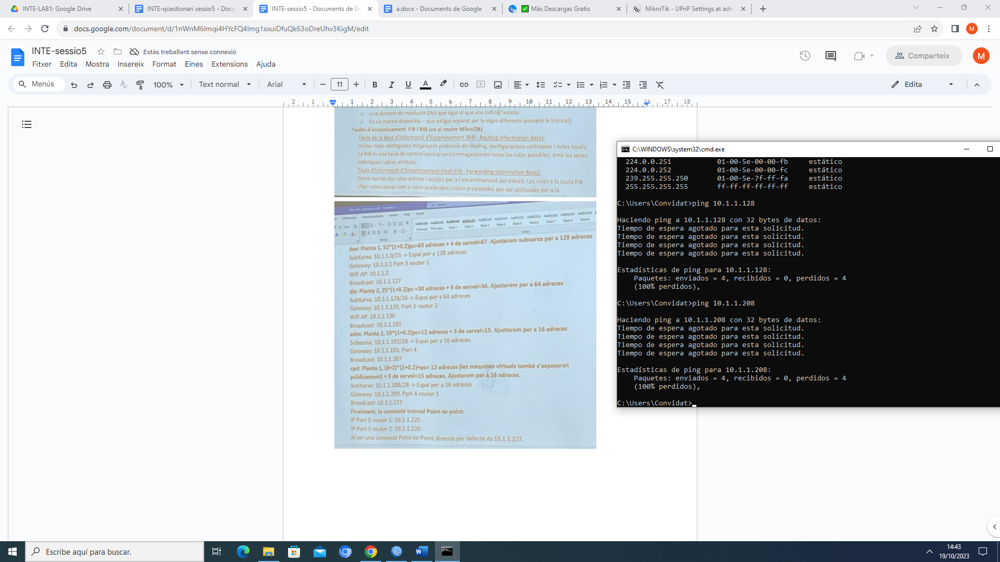 INTE-LAB1: Google Drive
INTE-qüestionari sessio5 - Docu
INTE-sessio5 - Documents de Go
a.docx - Documents de Google
✅ Más Descargas Gratis
MikroTik - UPnP Settings at adm
docs.google.com/document/d/1nWnM6Imqi4HYcFQ4Img1xxuiDfuQk63oDreUhv3KigM/edit
M
INTE-sessio5
Estàs treballant sense connexió
Fitxer Edita Mostra Insereix Format Eines Extensions Ajuda
Comparteix
M
Menús
100%
Text normal
Arial
11
Edita
2 1 1 2 3 4 5 6 7 8 9 10 11 12 13 14 15 16 17 18
Una direcció de resolució DNS que sigui el que ens indica l'escola.
En un mateix dispositiu – que estigui separat per bridges diferents (excepte la troncal).
Taules d'encaminament: FIB i RIB (en el router MikroTik)
Taula de la Base d'Informació d'Encaminament (RIB - Routing Information Base):
Inclou rutes obtingudes mitjançant protocols de routing, configuracions estàtiques i rutes locals.
La RIB és una taula de control central on s'emmagatzemen totes les rutes possibles, amb les seves
mètriques i altres atributs.
Taula d'Informació d'Encaminament Final (FIB - Forwarding Information Base):
Conté només les rutes actives i millors per a l'encaminament del trànsit. Les rutes a la taula FIB
s'han seleccionat com a rutes preferides i estan preparades per ser utilitzades per a la
dev: Planta 1, 52*(1+0.2)pc=63 adreces + 4 de servei=67. Ajustarem subxarxa per a 128 adreces
SubXarxa: 10.1.1.0/25 -> Espai per a 128 adreces
Gateway: 10.1.1.1 Port 3 router 1
Wifi AP: 10.1.1.2
Broadcast: 10.1.1.127
dis: Planta 2, 25*(1+0.2)pc =30 adreces + 4 de servei=34. Ajustarem per a 64 adreces
SubXarxa. 10.1.1.128/26 -> Espai per a 64 adreces
Gateway: 10.1.1.129, Port 3 router 2
Wifi AP: 10.1.1.130
Broadcast: 10.1.1.191
adm: Planta 2, 10*(1+0.2)pc=12 adreces + 3 de servei=15. Ajustarem per a 16 adreces
Subxarxa: 10.1.1.192/28 -> Espai per a 16 adreces
Gateway: 10.1.1.193, Port 4
Broadcast: 10.1.1.207
cpd: Planta 1, (8+2)*(1+0.2)+pc= 12 adreces (les màquines virtuals també s'exposaran
públicament) + 3 de servei=15 adreces. Ajustarem per a 16 adreces.
SubXarxa: 10.1.1.208/28 -> Espai per a 16 adreces
Gateway: 10.1.1.209, Port 4 router 1
Broadcast: 10.1.1.223
Finalment, la connexió troncal Point-to-point:
IP Port 5 router 1: 10.1.1.225
IP Port 5 router 2: 10.1.1.226
Al ser una connexió Point-to-Point direcció per defecte és 10.1.1.227.
C:\WINDOWS\system32\cmd.exe
224.0.0.251 01-00-5e-00-00-fb estático
224.0.0.252 01-00-5e-00-00-fc estático
239.255.255.250 01-00-5e-7f-ff-fa estático
255.255.255.255 ff-ff-ff-ff-ff-ff estático
C:\Users\Convidat>ping 10.1.1.128
Haciendo ping a 10.1.1.128 con 32 bytes de datos:
Tiempo de espera agotado para esta solicitud.
Tiempo de espera agotado para esta solicitud.
Tiempo de espera agotado para esta solicitud.
Tiempo de espera agotado para esta solicitud.
Estadísticas de ping para 10.1.1.128:
Paquetes: enviados = 4, recibidos = 0, perdidos = 4
(100% perdidos),
C:\Users\Convidat>ping 10.1.1.208
Haciendo ping a 10.1.1.208 con 32 bytes de datos:
Tiempo de espera agotado para esta solicitud.
Tiempo de espera agotado para esta solicitud.
Tiempo de espera agotado para esta solicitud.
Tiempo de espera agotado para esta solicitud.
Estadísticas de ping para 10.1.1.208:
Paquetes: enviados = 4, recibidos = 0, perdidos = 4
(100% perdidos),
C:\Users\Convidat>
Escribe aquí para buscar.
14:43
19/10/2023